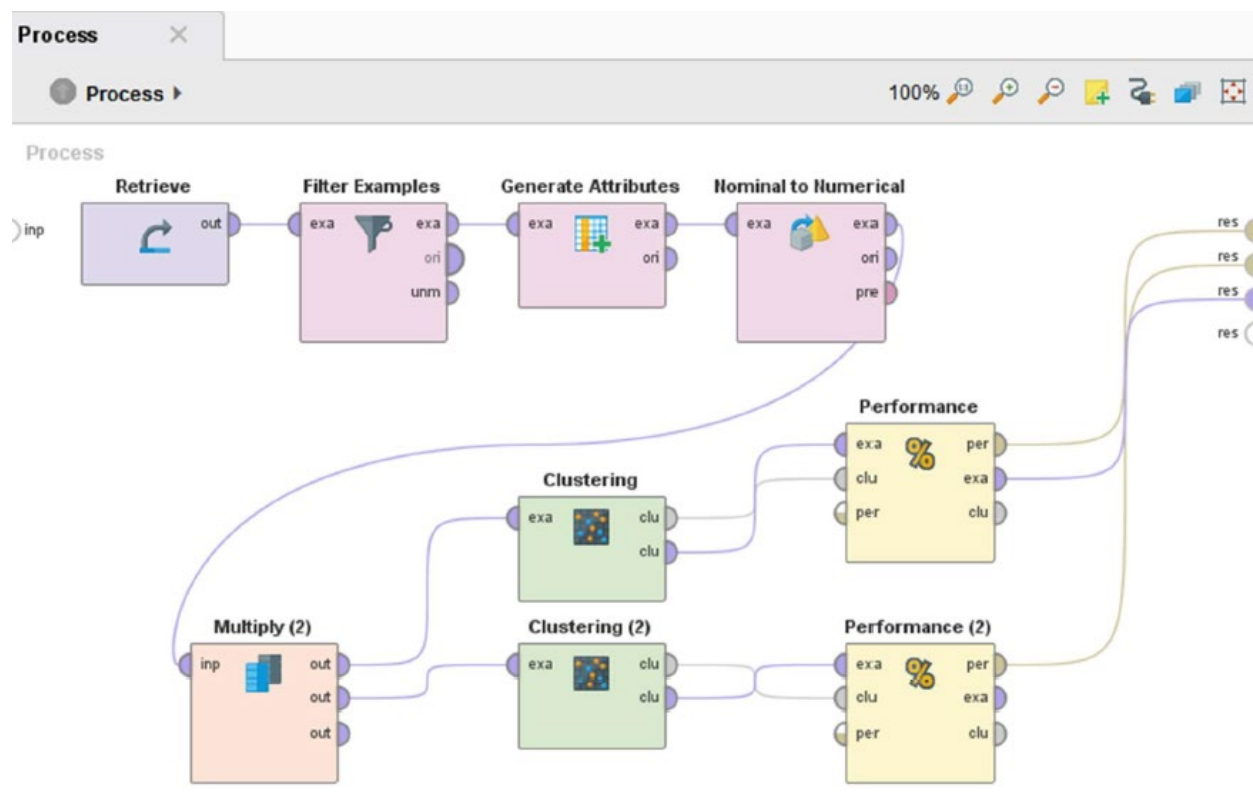 Process
Process
100%
Process
Retrieve Filter Examples Generate Attributes Nominal to Numerical
inp out exa exa exa exa exa exa res
ori ori ori res
unm pre res
res
Performance
exa per
Clustering clu exa
exa clu per clu
clu
Multiply (2) Clustering (2) Performance (2)
inp out exa clu exa per
out clu clu exa
out per clu